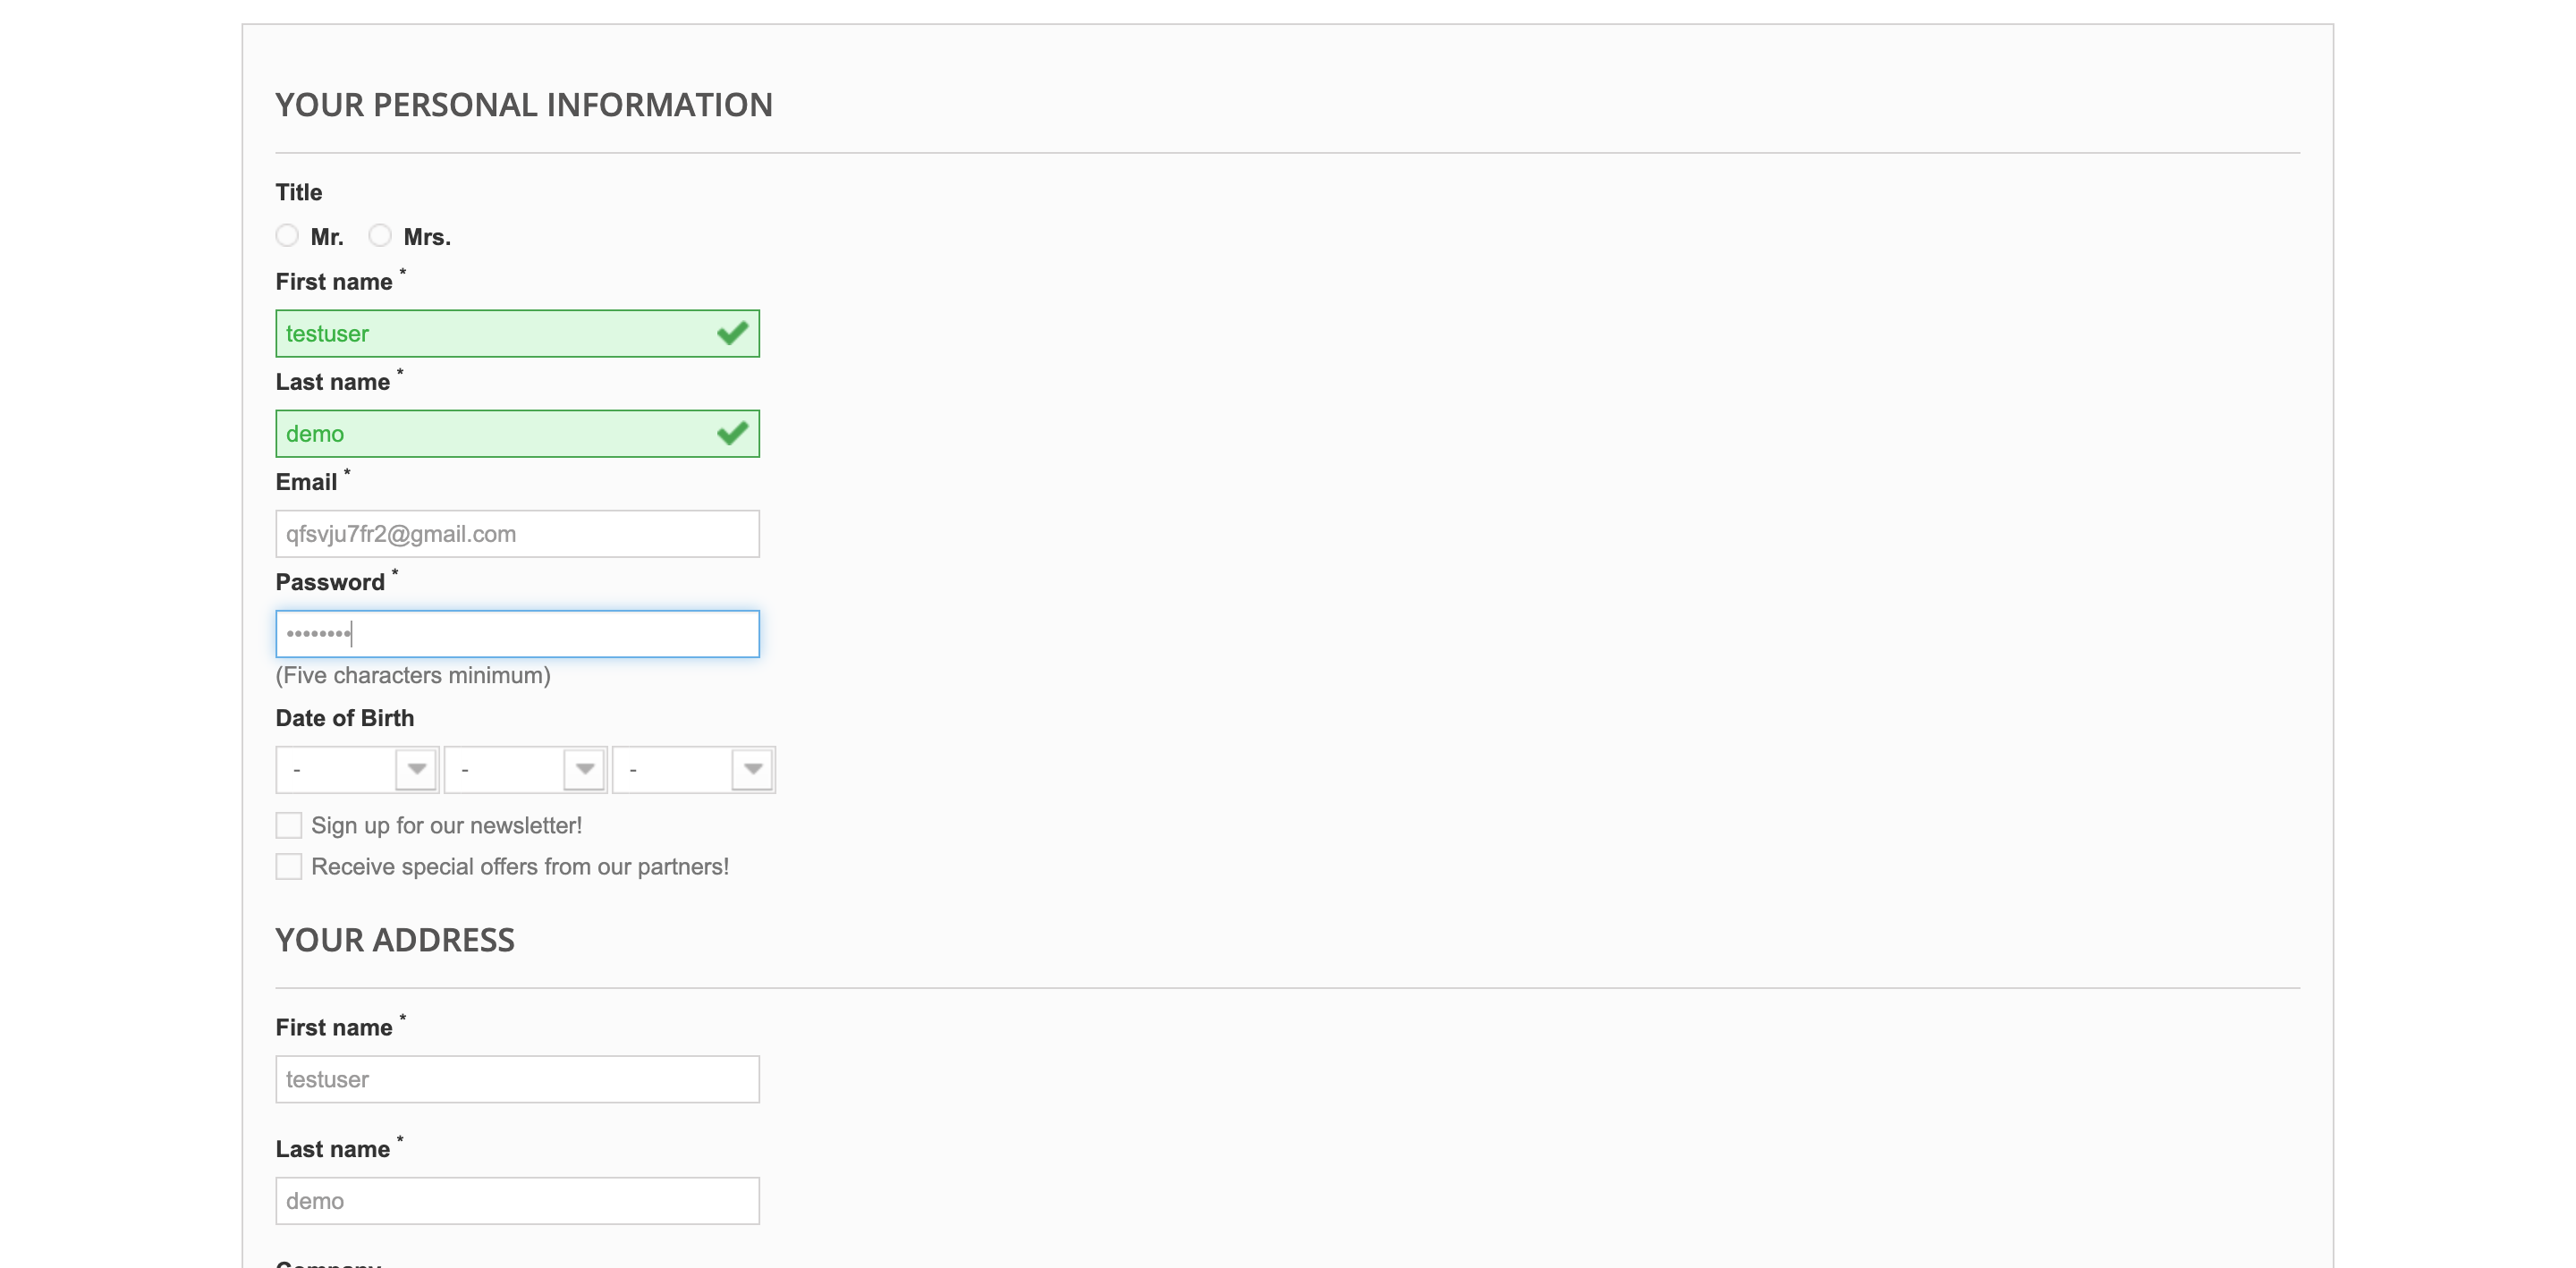 YOUR PERSONAL INFORMATION
Title
Mr. Mrs.
First name *
testuser
Last name *
demo
Email *
qfsvju7fr2@gmail.com
Password *
••••••••
(Five characters minimum)
Date of Birth
- - -
Sign up for our newsletter!
Receive special offers from our partners!
YOUR ADDRESS
First name *
testuser
Last name *
demo
Company